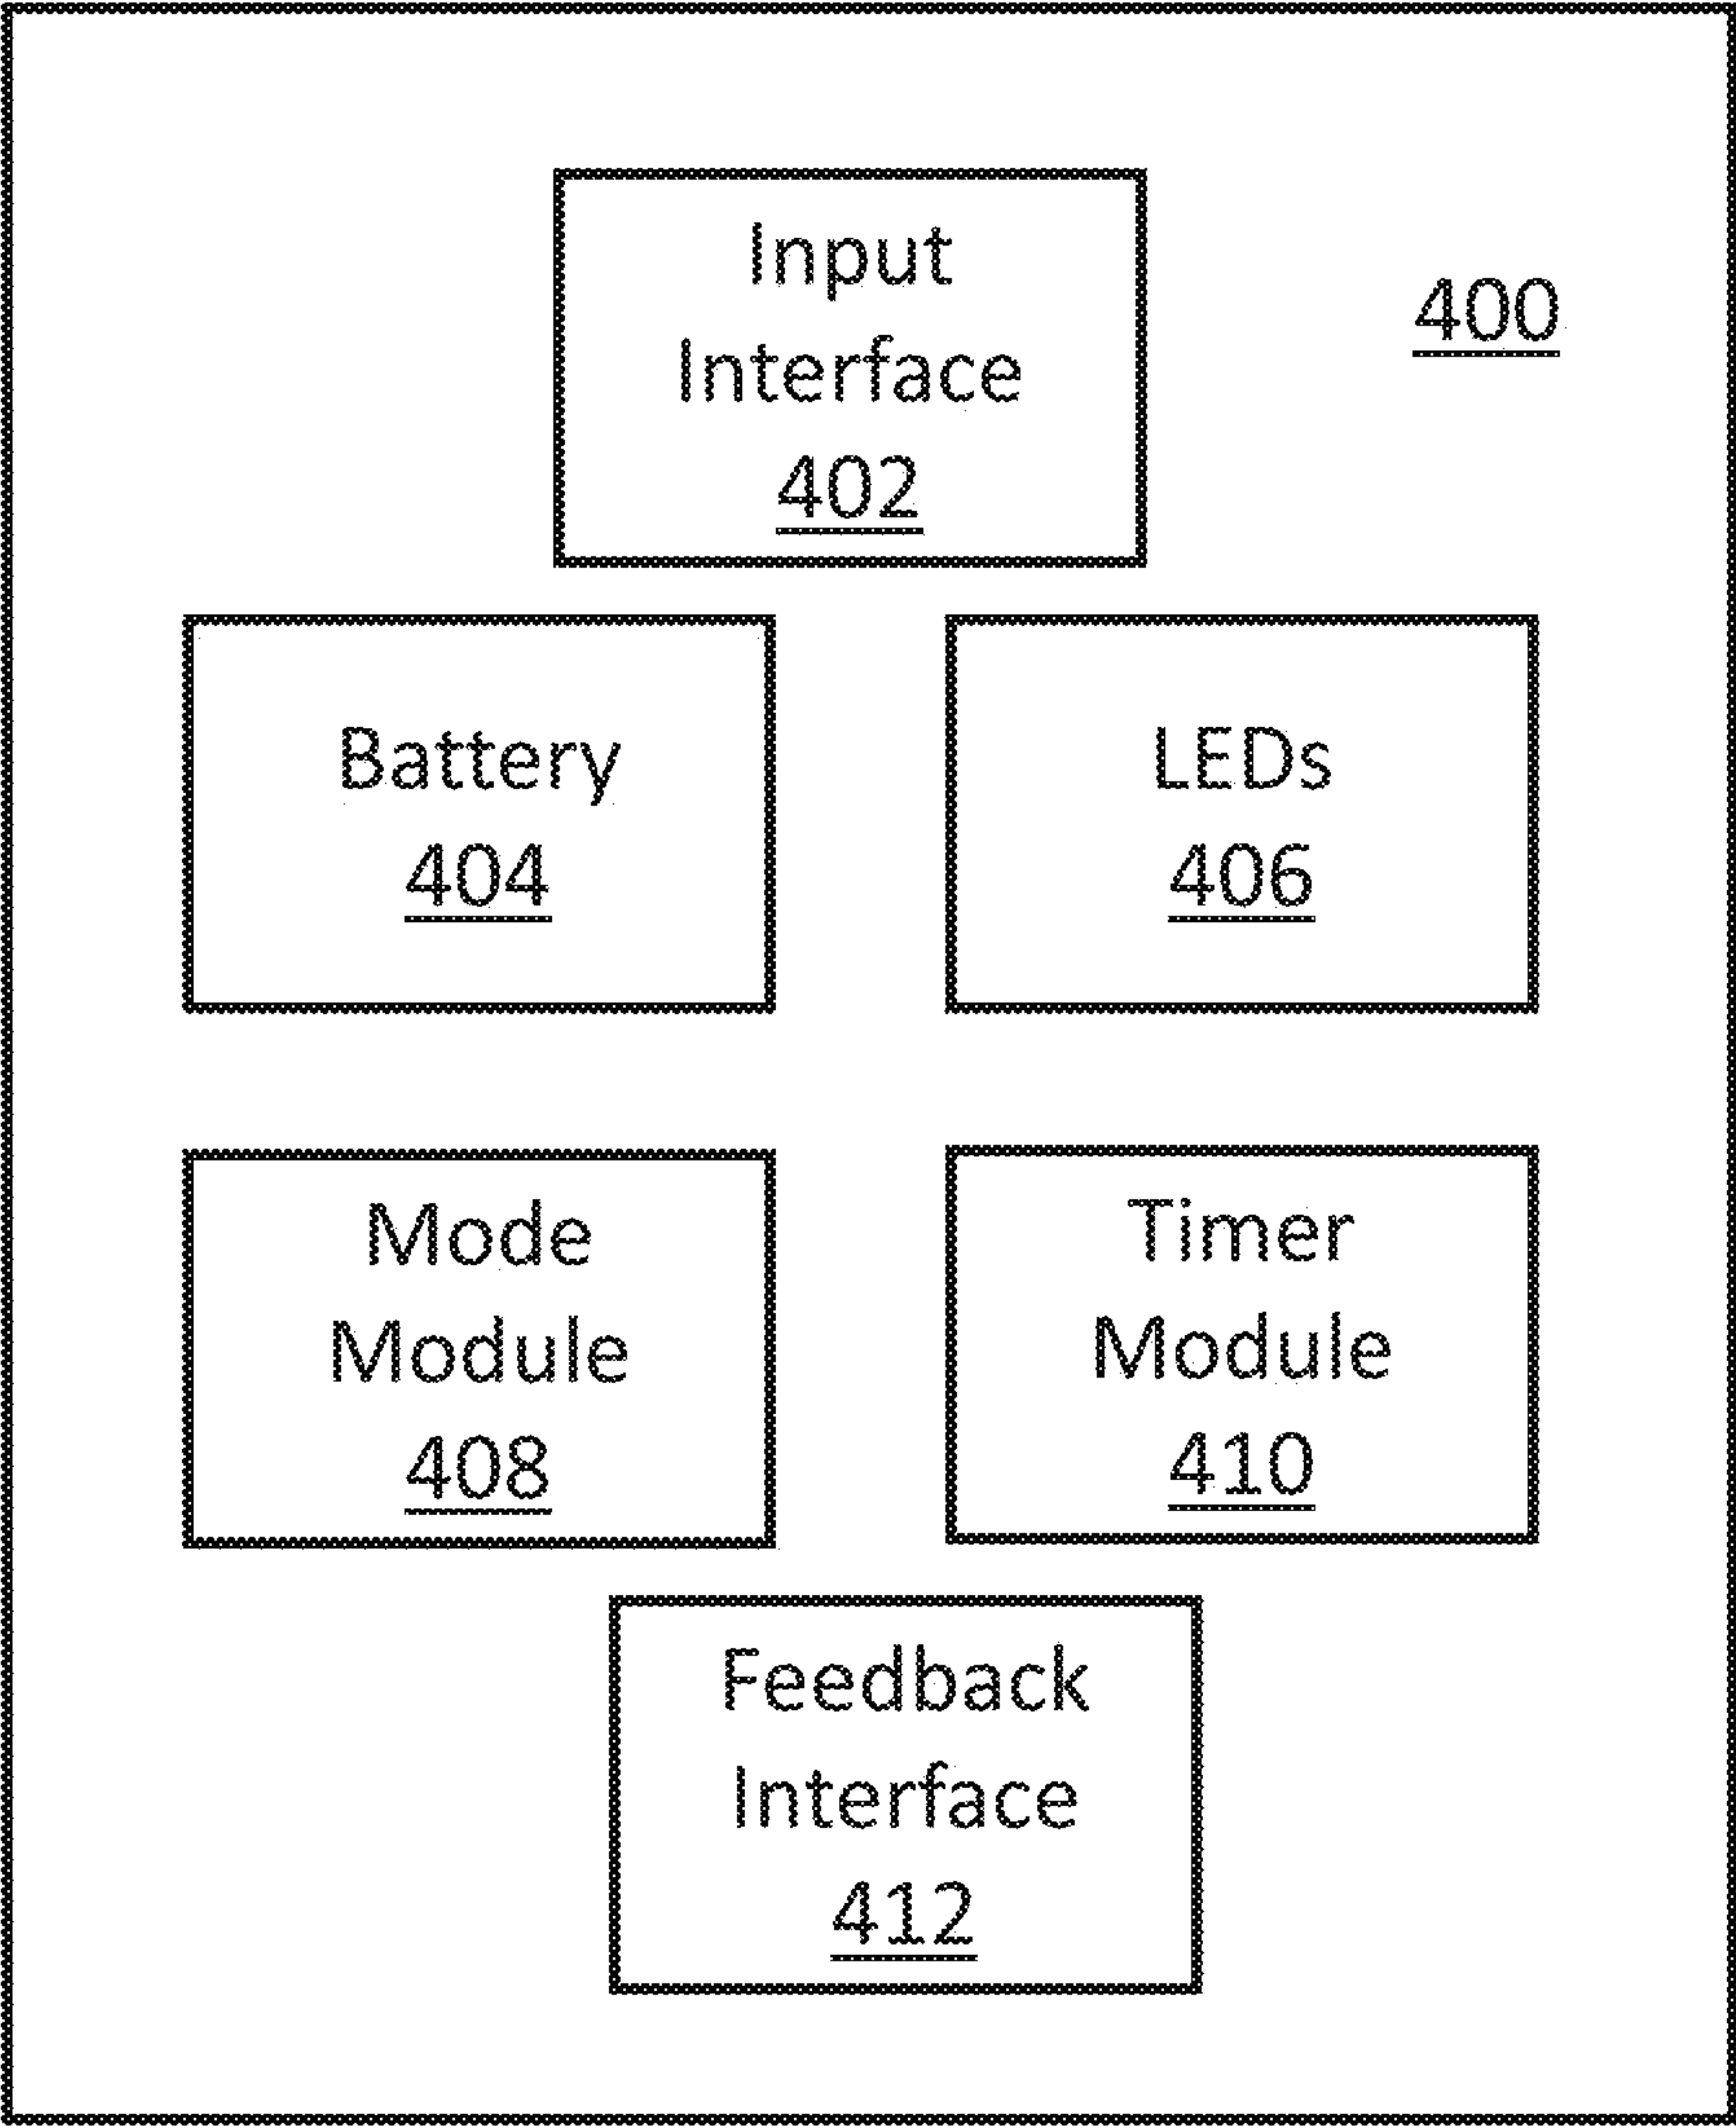 Input
Interface
402
400
Battery
404
LEDs
406
Mode
Module
408
Timer
Module
410
Feedback
Interface
412